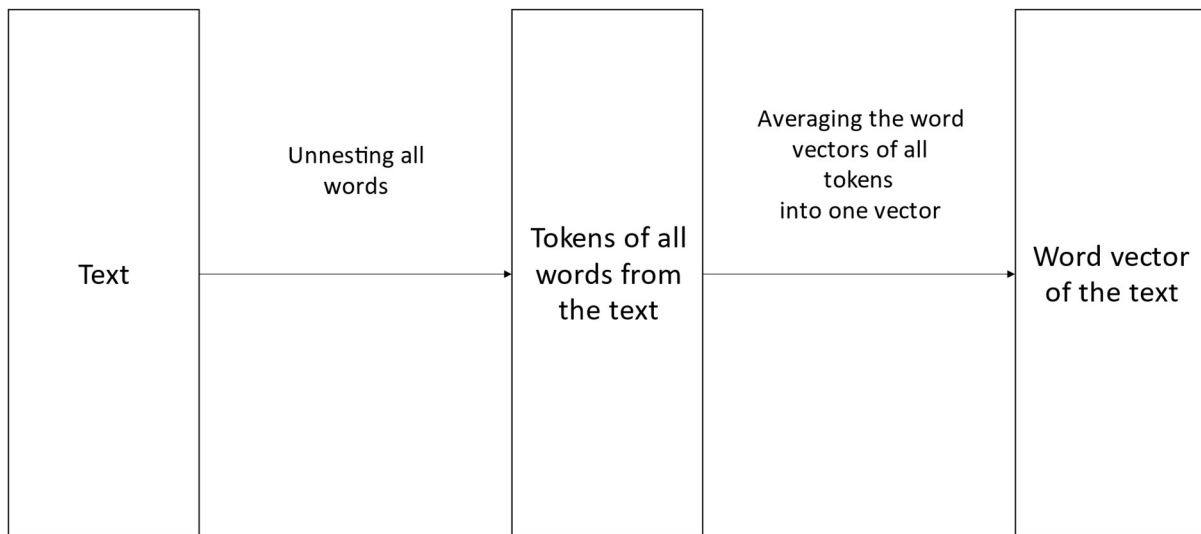 Text
Unnesting all
words
Tokens of all
words from
the text
Averaging the word
vectors of all
tokens
into one vector
Word vector
of the text